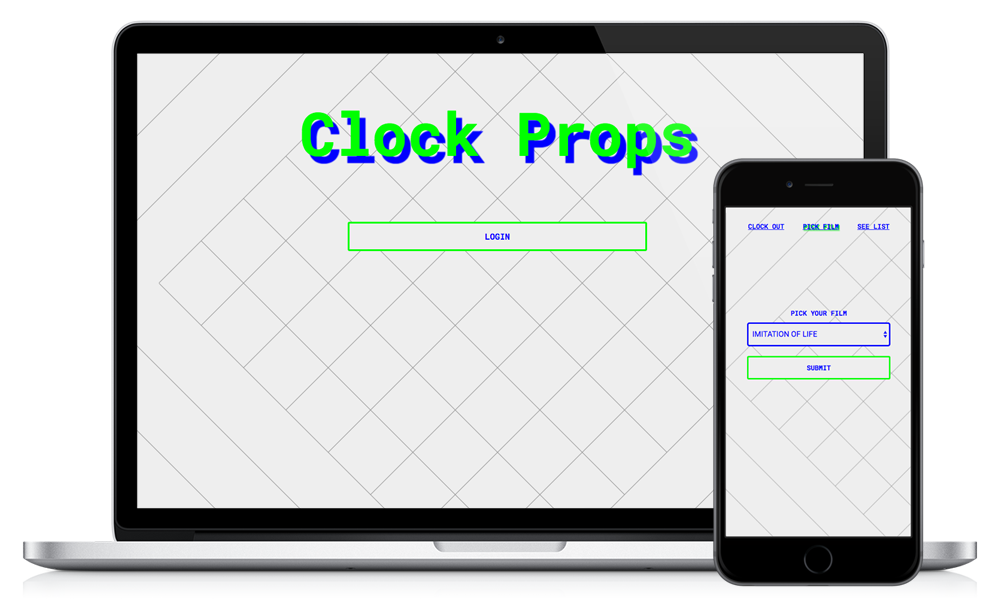 Clock Props
LOGIN
CLOCK OUT PICK FILM SEE LIST
PICK YOUR FILM
IMITATION OF LIFE
SUBMIT